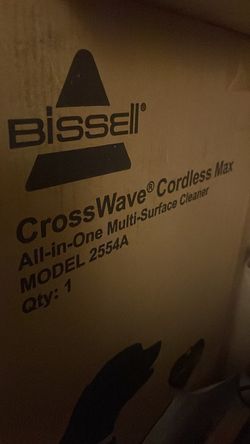 BISSELL®
CrossWave® Cordless Max
All-in-One Multi-Surface Cleaner
MODEL 2554A
Qty: 1